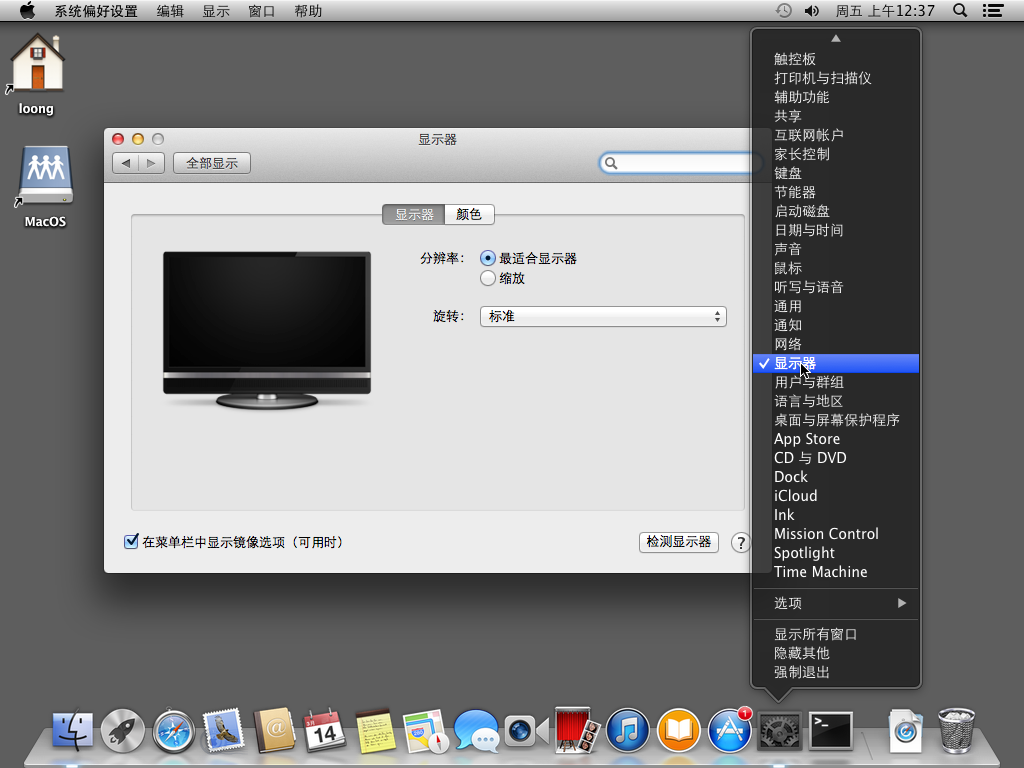 系统偏好设置 编辑 显示 窗口 帮助 周五 上午12:37
loong
MacOS
显示器
全部显示
显示器 颜色
分辨率： 最适合显示器
缩放
旋转： 标准
在菜单栏中显示镜像选项（可用时）
检测显示器 ?
触控板
打印机与扫描仪
辅助功能
共享
互联网帐户
家长控制
键盘
节能器
启动磁盘
日期与时间
声音
鼠标
听写与语音
通用
通知
网络
显示器
用户与群组
语言与地区
桌面与屏幕保护程序
App Store
CD 与 DVD
Dock
iCloud
Ink
Mission Control
Spotlight
Time Machine
选项
显示所有窗口
隐藏其他
强制退出
14
1